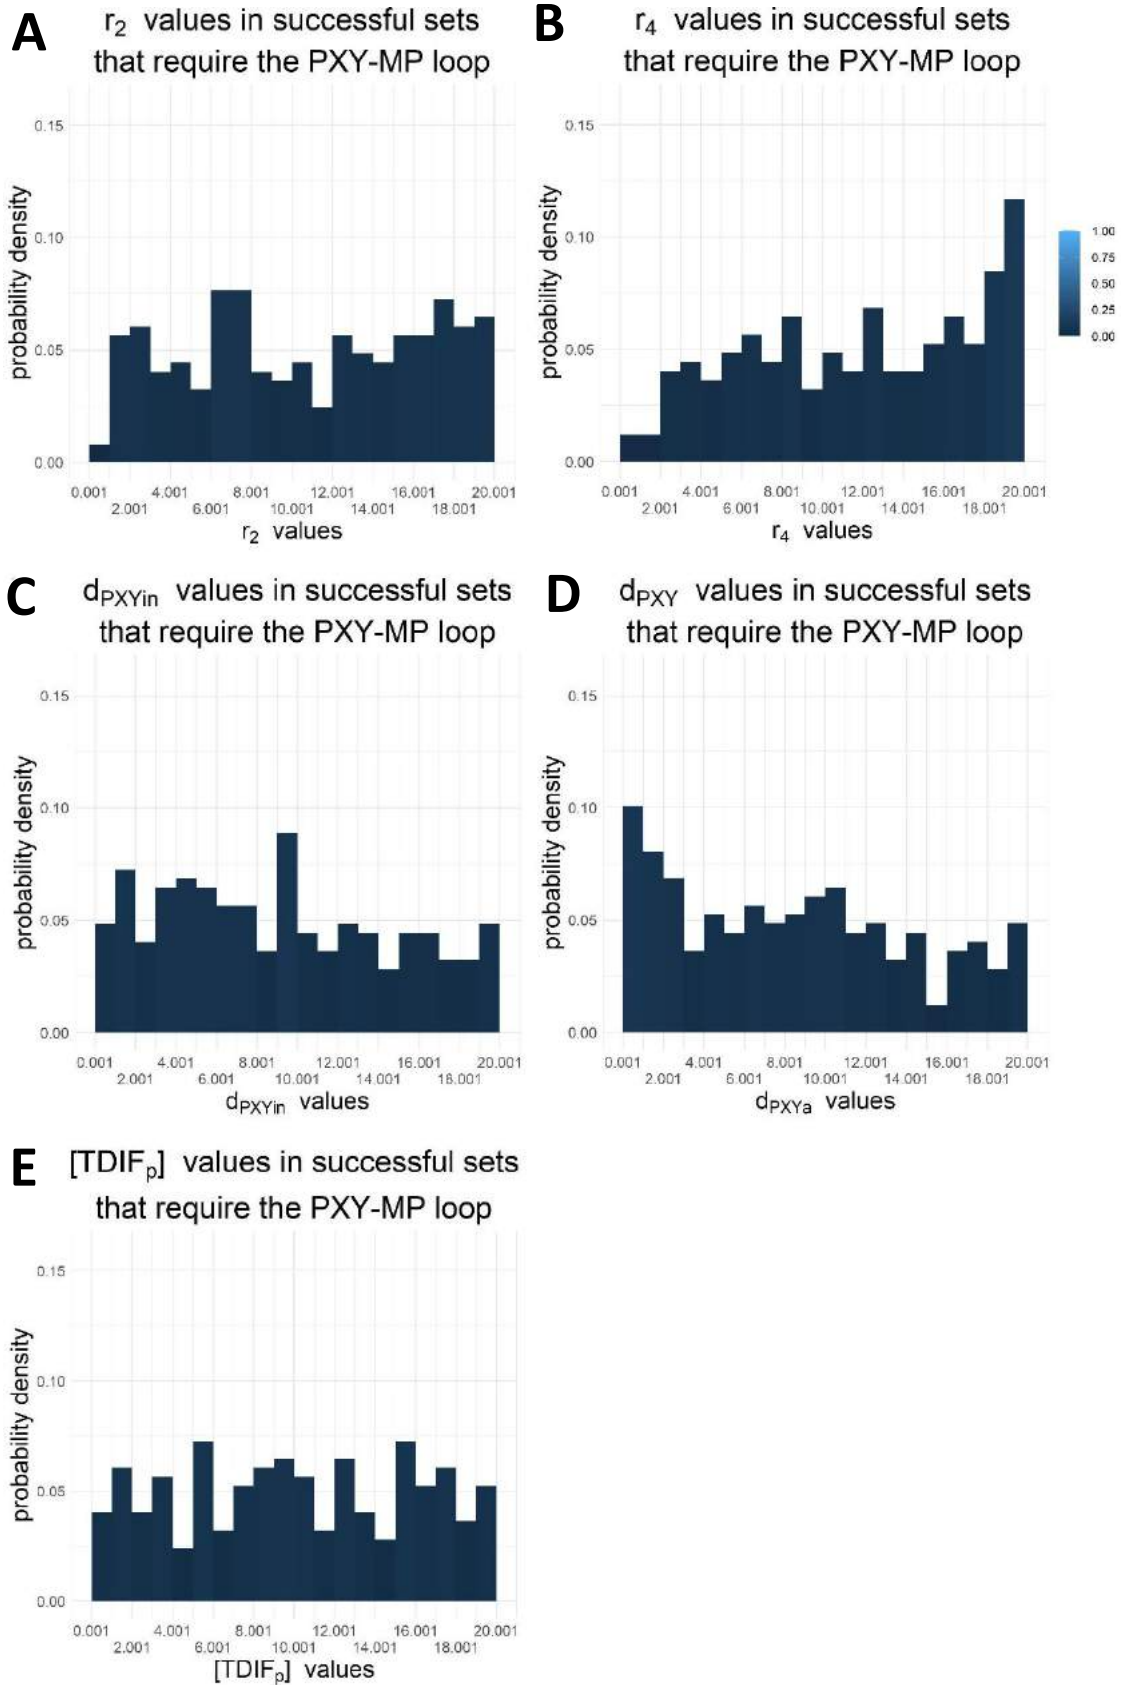 A
r2 values in successful sets
that require the PXY-MP loop
0.15
0.10
0.05
0.00
probability density
0.001 4.001 8.001 12.001 16.001 20.001
2.001 6.001 10.001 14.001 18.001
r2 values
B
r4 values in successful sets
that require the PXY-MP loop
0.15
0.10
0.05
0.00
probability density
0.001 4.001 8.001 12.001 16.001 20.001
2.001 6.001 10.001 14.001 18.001
r4 values
1.00
0.75
0.50
0.25
0.00
C
dPXYin values in successful sets
that require the PXY-MP loop
0.15
0.10
0.05
0.00
probability density
0.001 4.001 8.001 12.001 16.001 20.001
2.001 6.001 10.001 14.001 18.001
dPXYin values
D
dPXY values in successful sets
that require the PXY-MP loop
0.15
0.10
0.05
0.00
probability density
0.001 4.001 8.001 12.001 16.001 20.001
2.001 6.001 10.001 14.001 18.001
dPXYa values
E
[TDIFp] values in successful sets
that require the PXY-MP loop
0.15
0.10
0.05
0.00
probability density
0.001 4.001 8.001 12.001 16.001 20.001
2.001 6.001 10.001 14.001 18.001
[TDIFp] values